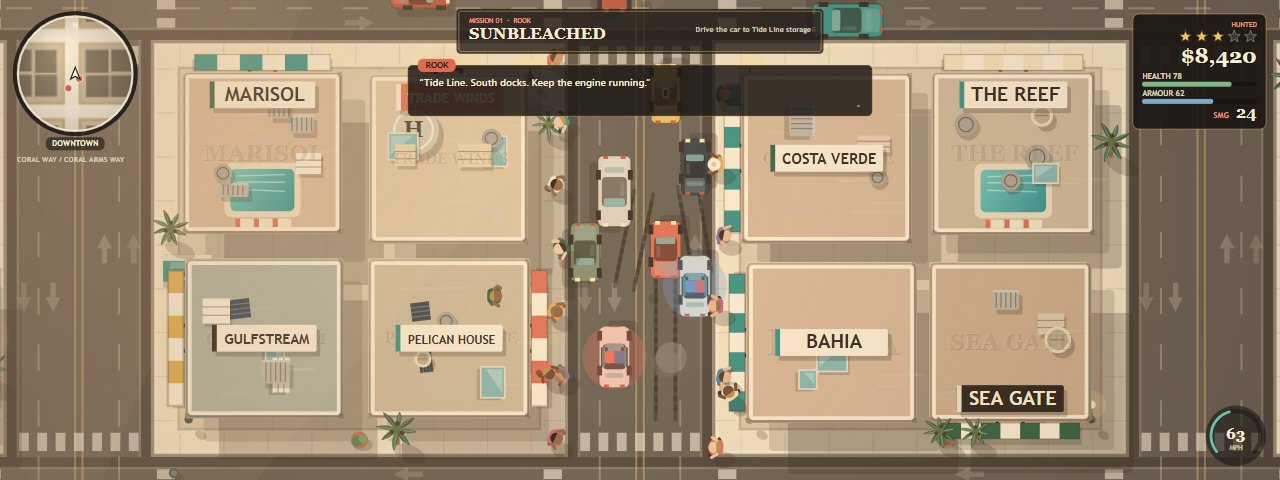 N
DOWNTOWN
CORAL WAY / CORAL ARMS WAY
MISSION 01 · ROOK
SUNBLEACHED
Drive the car to Tide Line storage
ROOK
"Tide Line. South docks. Keep the engine running."
HUNTED
$8,420
HEALTH 78
ARMOUR 62
SMG 24
MARISOL
MARISOL
TRADE WINDS
H
TRADE WINDS
COSTA VERDE
THE REEF
THE REEF
GULFSTREAM
PELICAN HOUSE
BAHIA
SEA GATE
SEA GATE
63
MPH